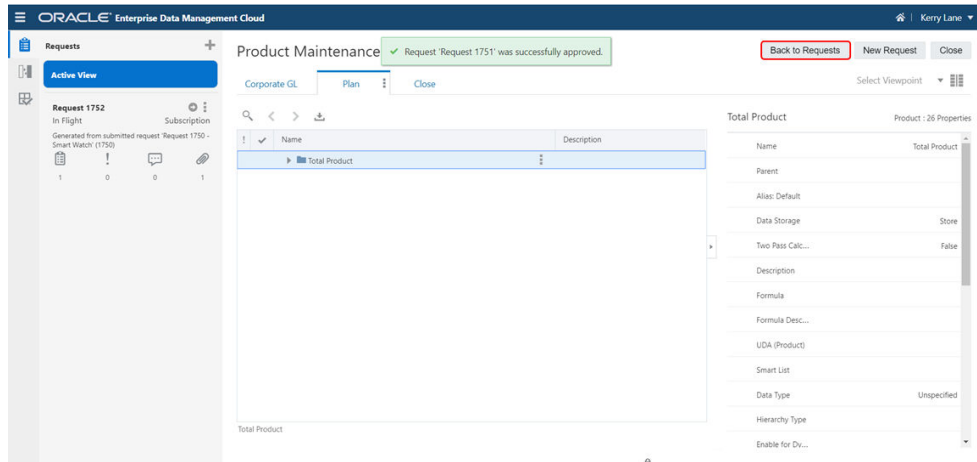 ORACLE Enterprise Data Management Cloud
Kerry Lane
Requests
Active View
Request 1752
In Flight
Subscription
Generated from submitted request 'Request 1750 -
Smart Watch' (1750)
1 0 0 1
Product Maintenance
Request 'Request 1751' was successfully approved.
Back to Requests
New Request
Close
Corporate GL
Plan
Close
Select Viewpoint
! Name
Description
Total Product
Total Product
Total Product
Product : 26 Properties
Name Total Product
Parent
Alias: Default
Data Storage Store
Two Pass Calc... False
Description
Formula
Formula Desc...
UDA (Product)
Smart List
Data Type Unspecified
Hierarchy Type
Enable for Dv...